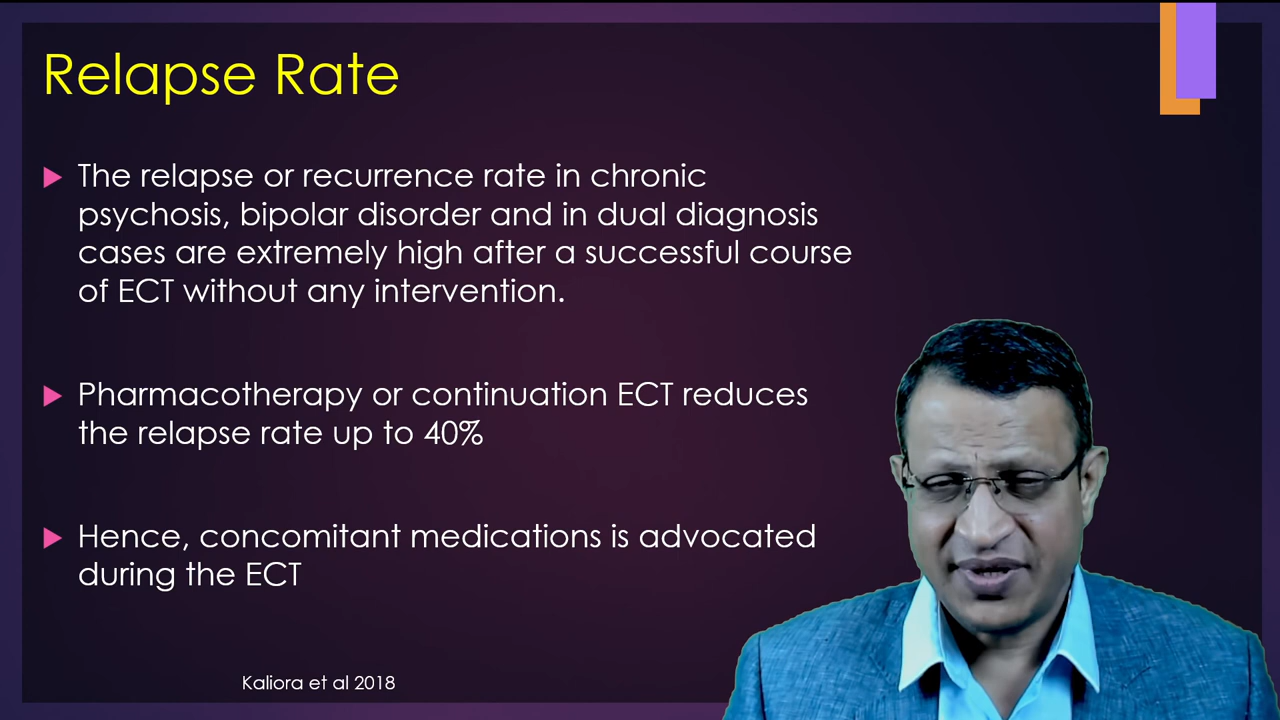 Relapse Rate
The relapse or recurrence rate in chronic
psychosis, bipolar disorder and in dual diagnosis
cases are extremely high after a successful course
of ECT without any intervention.
Pharmacotherapy or continuation ECT reduces
the relapse rate up to 40%
Hence, concomitant medications is advocated
during the ECT
Kaliora et al 2018